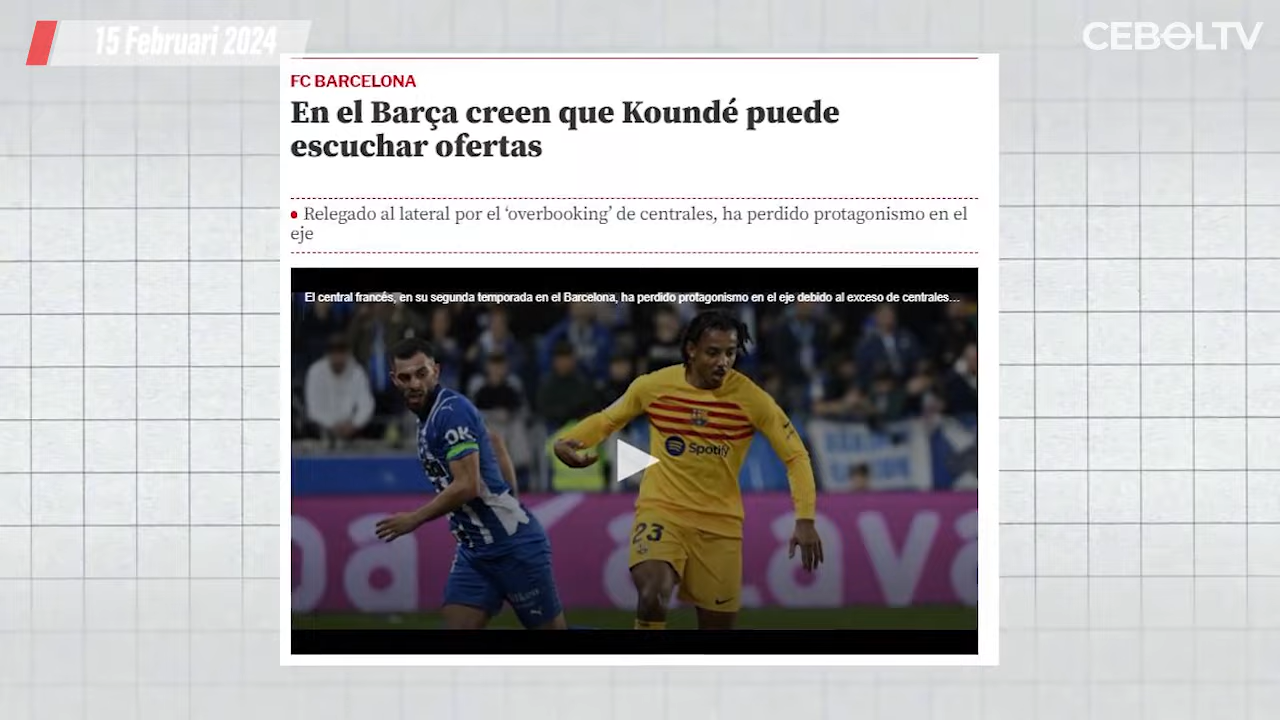 15 Februari 2024
CEBOLTV
FC BARCELONA
En el Barça creen que Koundé puede
escuchar ofertas
Relegado al lateral por el ‘overbooking’ de centrales, ha perdido protagonismo en el
eje
El central francés, en su segunda temporada en el Barcelona, ha perdido protagonismo en el eje debido al exceso de centrales...
OK
Spotify
23
alava